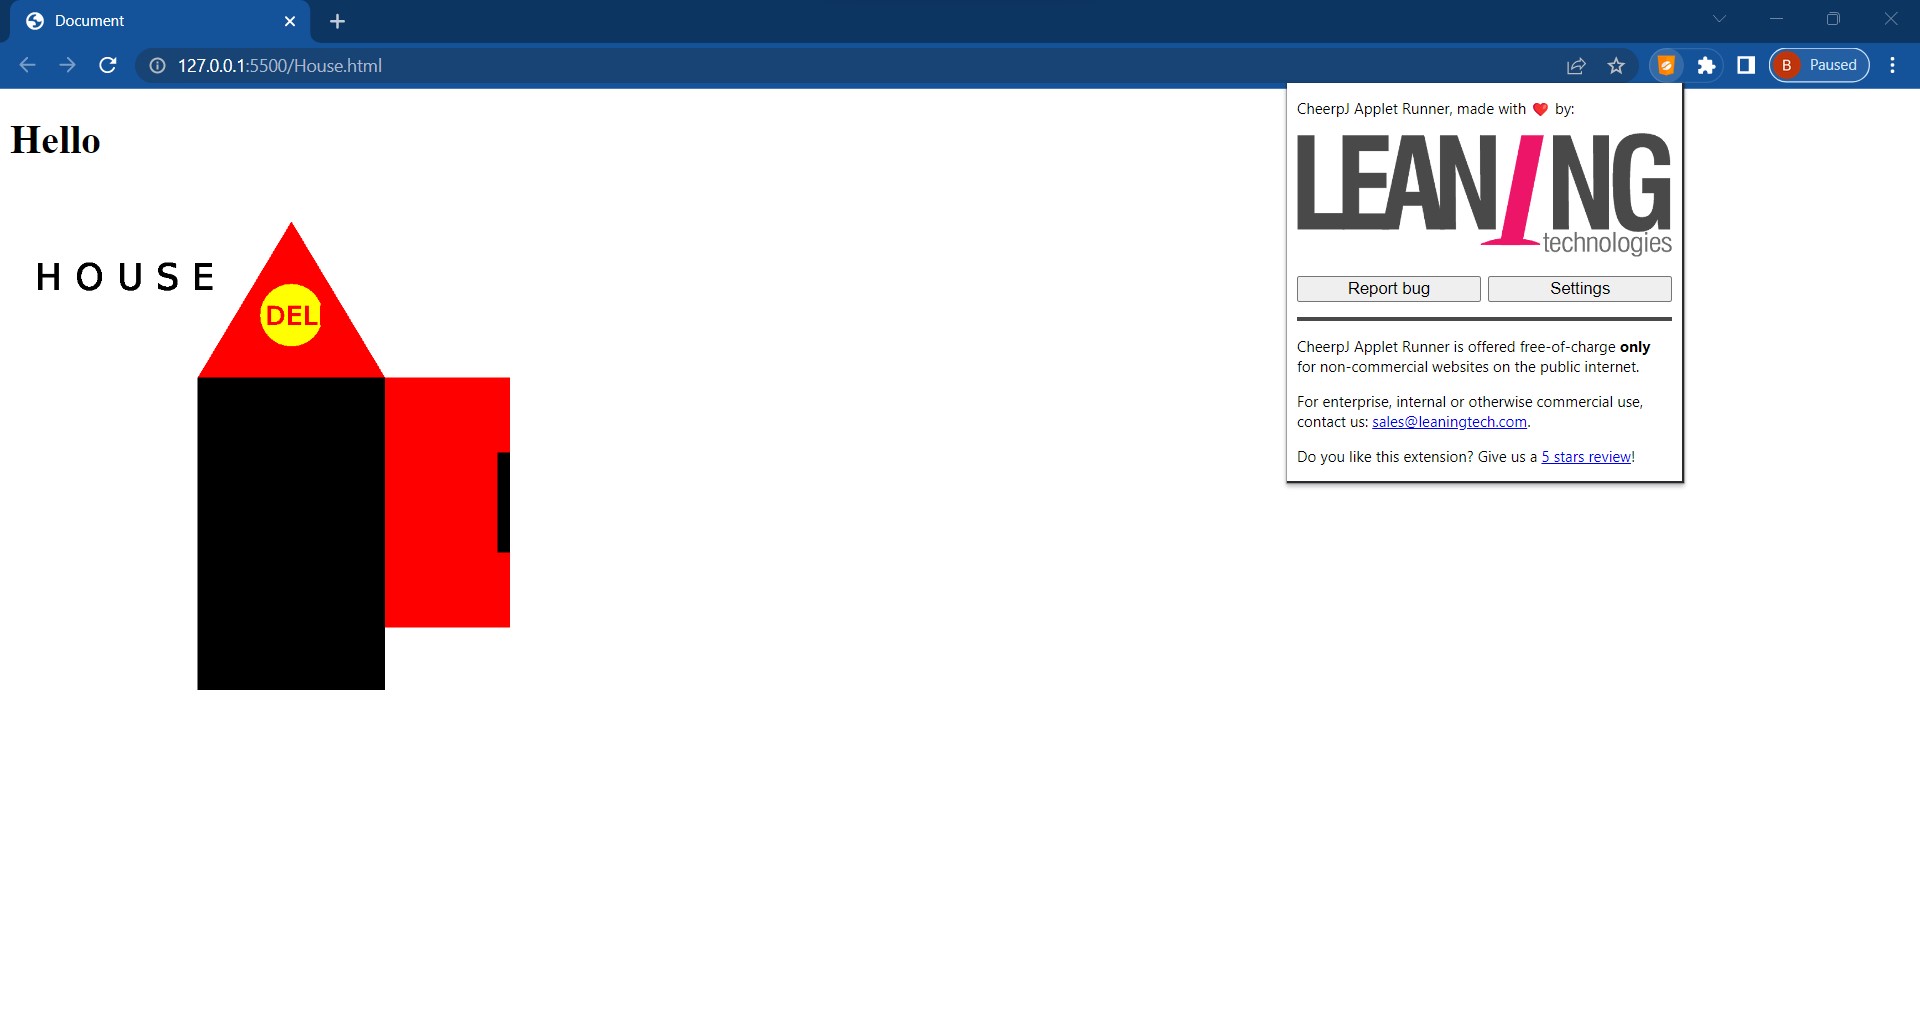 Document
127.0.0.1:5500/House.html
B Paused
Hello
H O U S E
DEL
CheerpJ Applet Runner, made with ❤️ by:
LEANING
technologies
Report bug Settings
CheerpJ Applet Runner is offered free-of-charge only
for non-commercial websites on the public internet.
For enterprise, internal or otherwise commercial use,
contact us: sales@leaningtech.com.
Do you like this extension? Give us a 5 stars review!